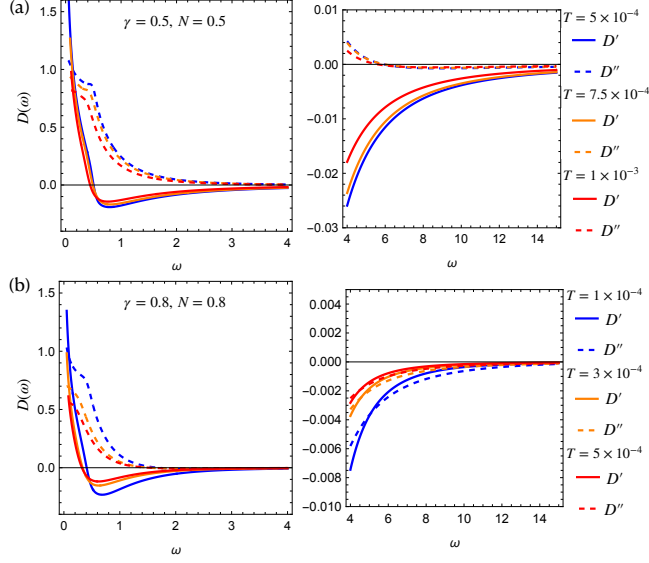 (a)
γ = 0.5, N = 0.5
D(ω)
1.5
1.0
0.5
0.0
0 1 2 3 4
ω
0.01
0.00
−0.01
−0.02
−0.03
4 6 8 10 12 14
ω
T = 5 × 10⁻⁴
D′
D″
T = 7.5 × 10⁻⁴
D′
D″
T = 1 × 10⁻³
D′
D″
(b)
γ = 0.8, N = 0.8
D(ω)
1.5
1.0
0.5
0.0
0 1 2 3 4
ω
0.004
0.002
0.000
−0.002
−0.004
−0.006
−0.008
−0.010
4 6 8 10 12 14
ω
T = 1 × 10⁻⁴
D′
D″
T = 3 × 10⁻⁴
D′
D″
T = 5 × 10⁻⁴
D′
D″